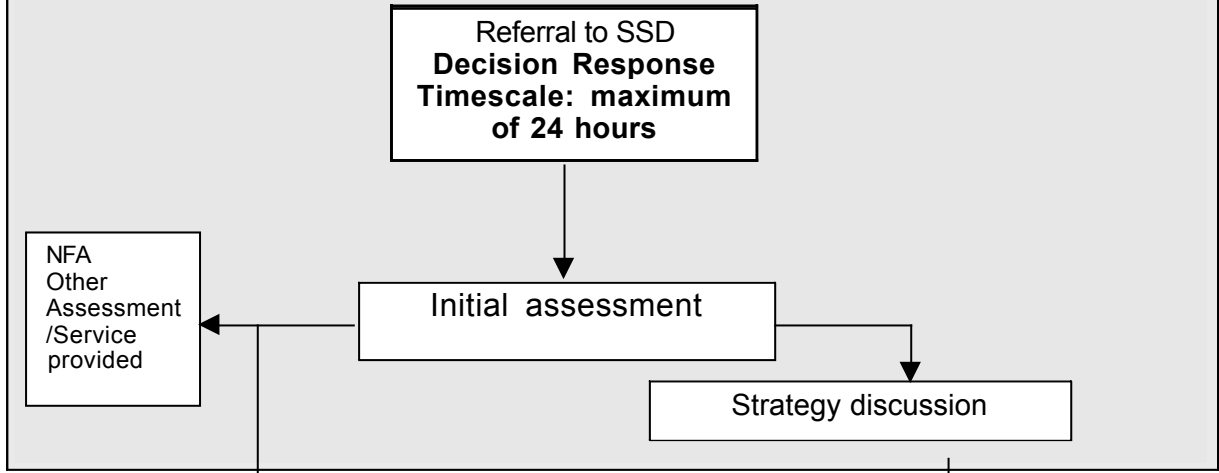 Referral to SSD
Decision Response
Timescale: maximum
of 24 hours
NFA
Other
Assessment
/Service
provided
Initial assessment
Strategy discussion